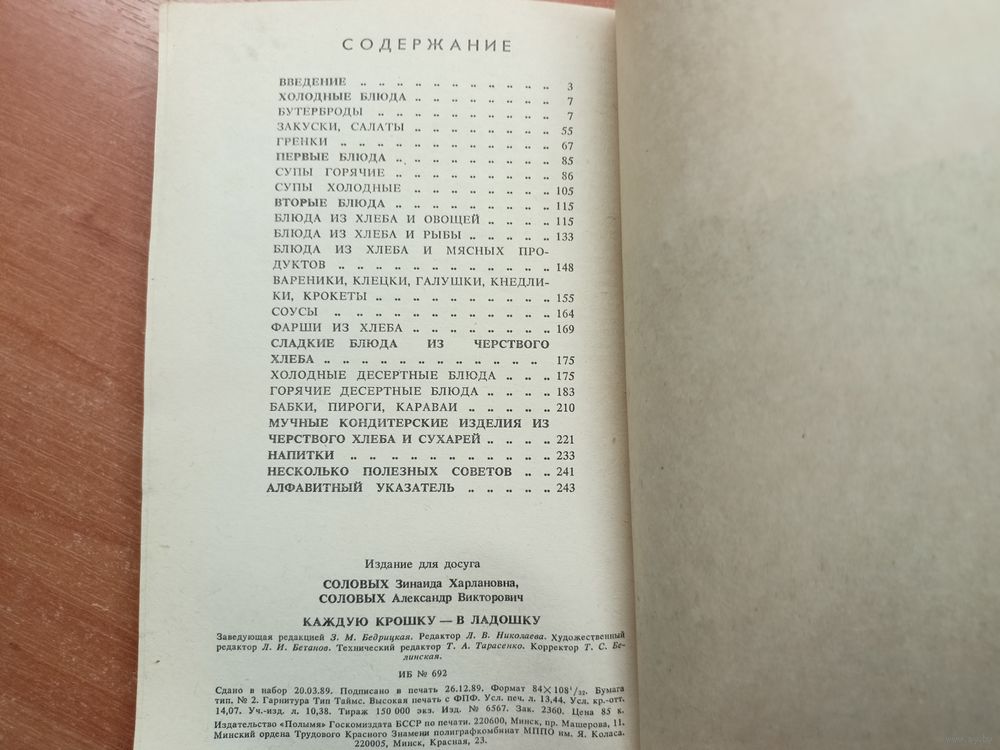 СОДЕРЖАНИЕ
ВВЕДЕНИЕ .. .. .. .. .. .. .. .. .. .. .. 3
ХОЛОДНЫЕ БЛЮДА .. .. .. .. .. .. .. .. 7
БУТЕРБРОДЫ .. .. .. .. .. .. .. .. .. .. 7
ЗАКУСКИ, САЛАТЫ .. .. .. .. .. .. .. .. 55
ГРЕНКИ .. .. .. .. .. .. .. .. .. .. .. .. 67
ПЕРВЫЕ БЛЮДА .. .. .. .. .. .. .. .. .. 85
СУПЫ ГОРЯЧИЕ .. .. .. .. .. .. .. .. .. 86
СУПЫ ХОЛОДНЫЕ .. .. .. .. .. .. .. .. 105
ВТОРЫЕ БЛЮДА .. .. .. .. .. .. .. .. .. 115
БЛЮДА ИЗ ХЛЕБА И ОВОЩЕЙ .. .. .. .. 115
БЛЮДА ИЗ ХЛЕБА И РЫБЫ .. .. .. .. .. 133
БЛЮДА ИЗ ХЛЕБА И МЯСНЫХ ПРО-
ДУКТОВ .. .. .. .. .. .. .. .. .. .. .. .. 148
ВАРЕНИКИ, КЛЕЦКИ, ГАЛУШКИ, КНЕДЛИ-
КИ, КРОКЕТЫ .. .. .. .. .. .. .. .. .. .. 155
СОУСЫ .. .. .. .. .. .. .. .. .. .. .. .. 164
ФАРШИ ИЗ ХЛЕБА .. .. .. .. .. .. .. .. 169
СЛАДКИЕ БЛЮДА ИЗ ЧЕРСТВОГО
ХЛЕБА .. .. .. .. .. .. .. .. .. .. .. .. 175
ХОЛОДНЫЕ ДЕСЕРТНЫЕ БЛЮДА .. .. .. 175
ГОРЯЧИЕ ДЕСЕРТНЫЕ БЛЮДА .. .. .. .. 183
БАБКИ, ПИРОГИ, КАРАВАИ .. .. .. .. .. 210
МУЧНЫЕ КОНДИТЕРСКИЕ ИЗДЕЛИЯ ИЗ
ЧЕРСТВОГО ХЛЕБА И СУХАРЕЙ .. .. .. .. 221
НАПИТКИ .. .. .. .. .. .. .. .. .. .. .. 233
НЕСКОЛЬКО ПОЛЕЗНЫХ СОВЕТОВ .. .. 241
АЛФАВИТНЫЙ УКАЗАТЕЛЬ .. .. .. .. .. 243
Издание для досуга
СОЛОВЫХ Зинаида Харлановна,
СОЛОВЫХ Александр Викторович
КАЖДУЮ КРОШКУ — В ЛАДОШКУ
Заведующая редакцией З. М. Бедрицкая. Редактор Л. В. Николаева. Художественный
редактор Л. И. Бетанов. Технический редактор Т. А. Тарасенко. Корректор Т. С. Бе-
линская.
ИБ № 692
Сдано в набор 20.03.89. Подписано в печать 26.12.89. Формат 84×108¹/₃₂. Бумага
тип. № 2. Гарнитура Тип Таймс. Высокая печать с ФПФ. Усл. печ. л. 13,44. Усл. кр.-отт.
14,07. Уч.-изд. л. 10,38. Тираж 150 000 экз. Изд. № 6567. Зак. 2360. Цена 85 к.
Издательство «Полымя» Госкомиздата БССР по печати. 220600, Минск, пр. Машерова, 11.
Минский ордена Трудового Красного Знамени полиграфкомбинат МППО им. Я. Коласа.
220005, Минск, Красная, 23.